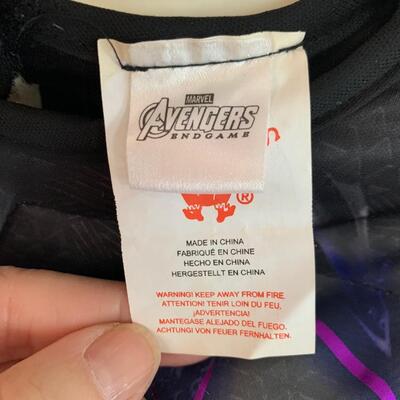 MARVEL
AVENGERS
ENDGAME
n
®
MADE IN CHINA
FABRIQUÉ EN CHINE
HECHO EN CHINA
HERGESTELLT EN CHINA
WARNING! KEEP AWAY FROM FIRE.
ATTENTION! TENIR LOIN DU FEU,
¡ADVERTENCIA!
MANTEGASE ALEJADO DEL FUEGO.
ACHTUNG! VON FEUER FERNHALTEN.